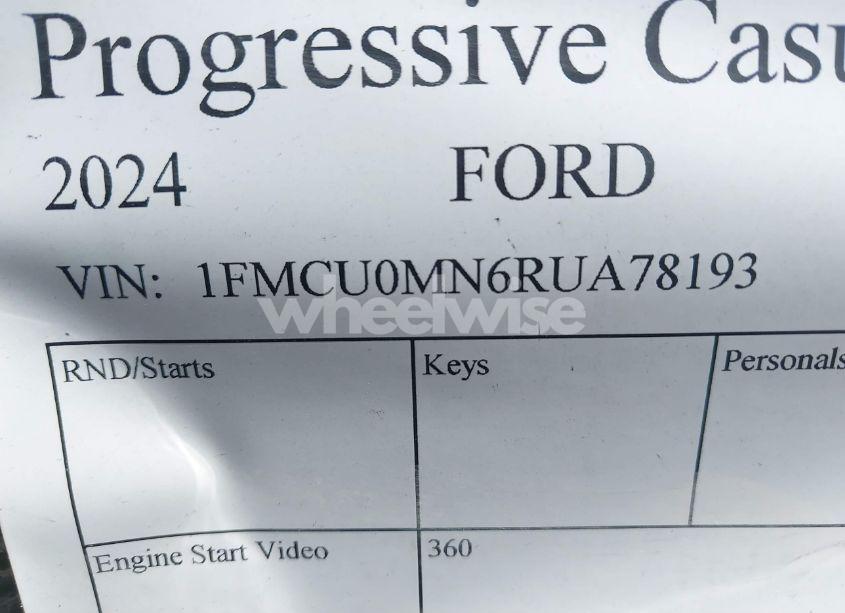 Progressive Casu
2024 FORD
VIN: 1FMCU0MN6RUA78193
wheelwise
RND/Starts Keys Personals
Engine Start Video 360